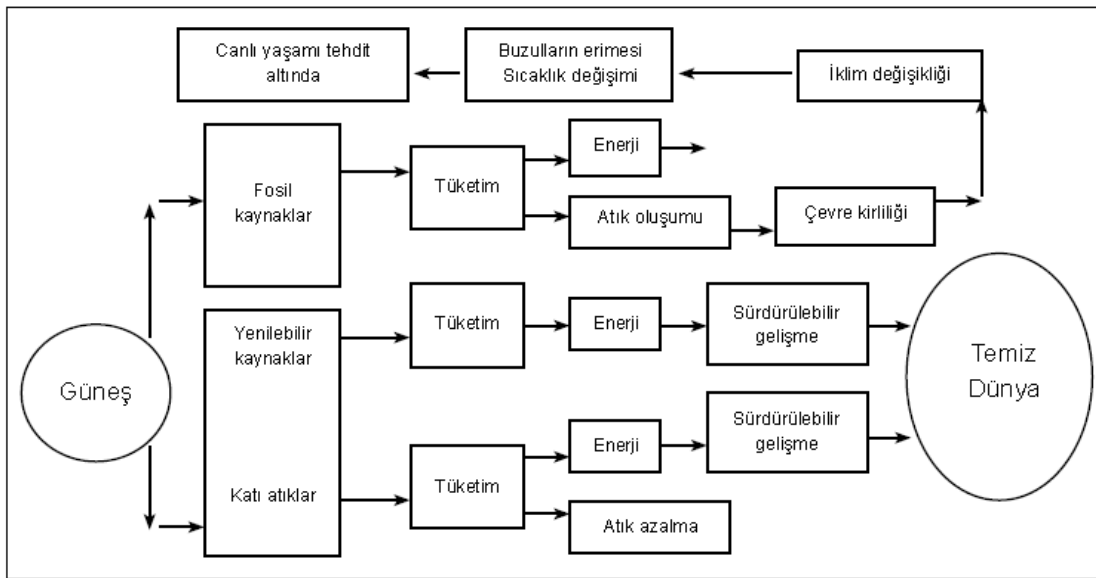 Canlı yaşamı tehdit
altında
Buzulların erimesi
Sıcaklık değişimi
İklim değişikliği
Fosil
kaynaklar
Tüketim
Enerji
Atık oluşumu
Çevre kirliliği
Güneş
Yenilebilir
kaynaklar
Tüketim
Enerji
Sürdürülebilir
gelişme
Temiz
Dünya
Katı atıklar
Tüketim
Enerji
Sürdürülebilir
gelişme
Atık azalma